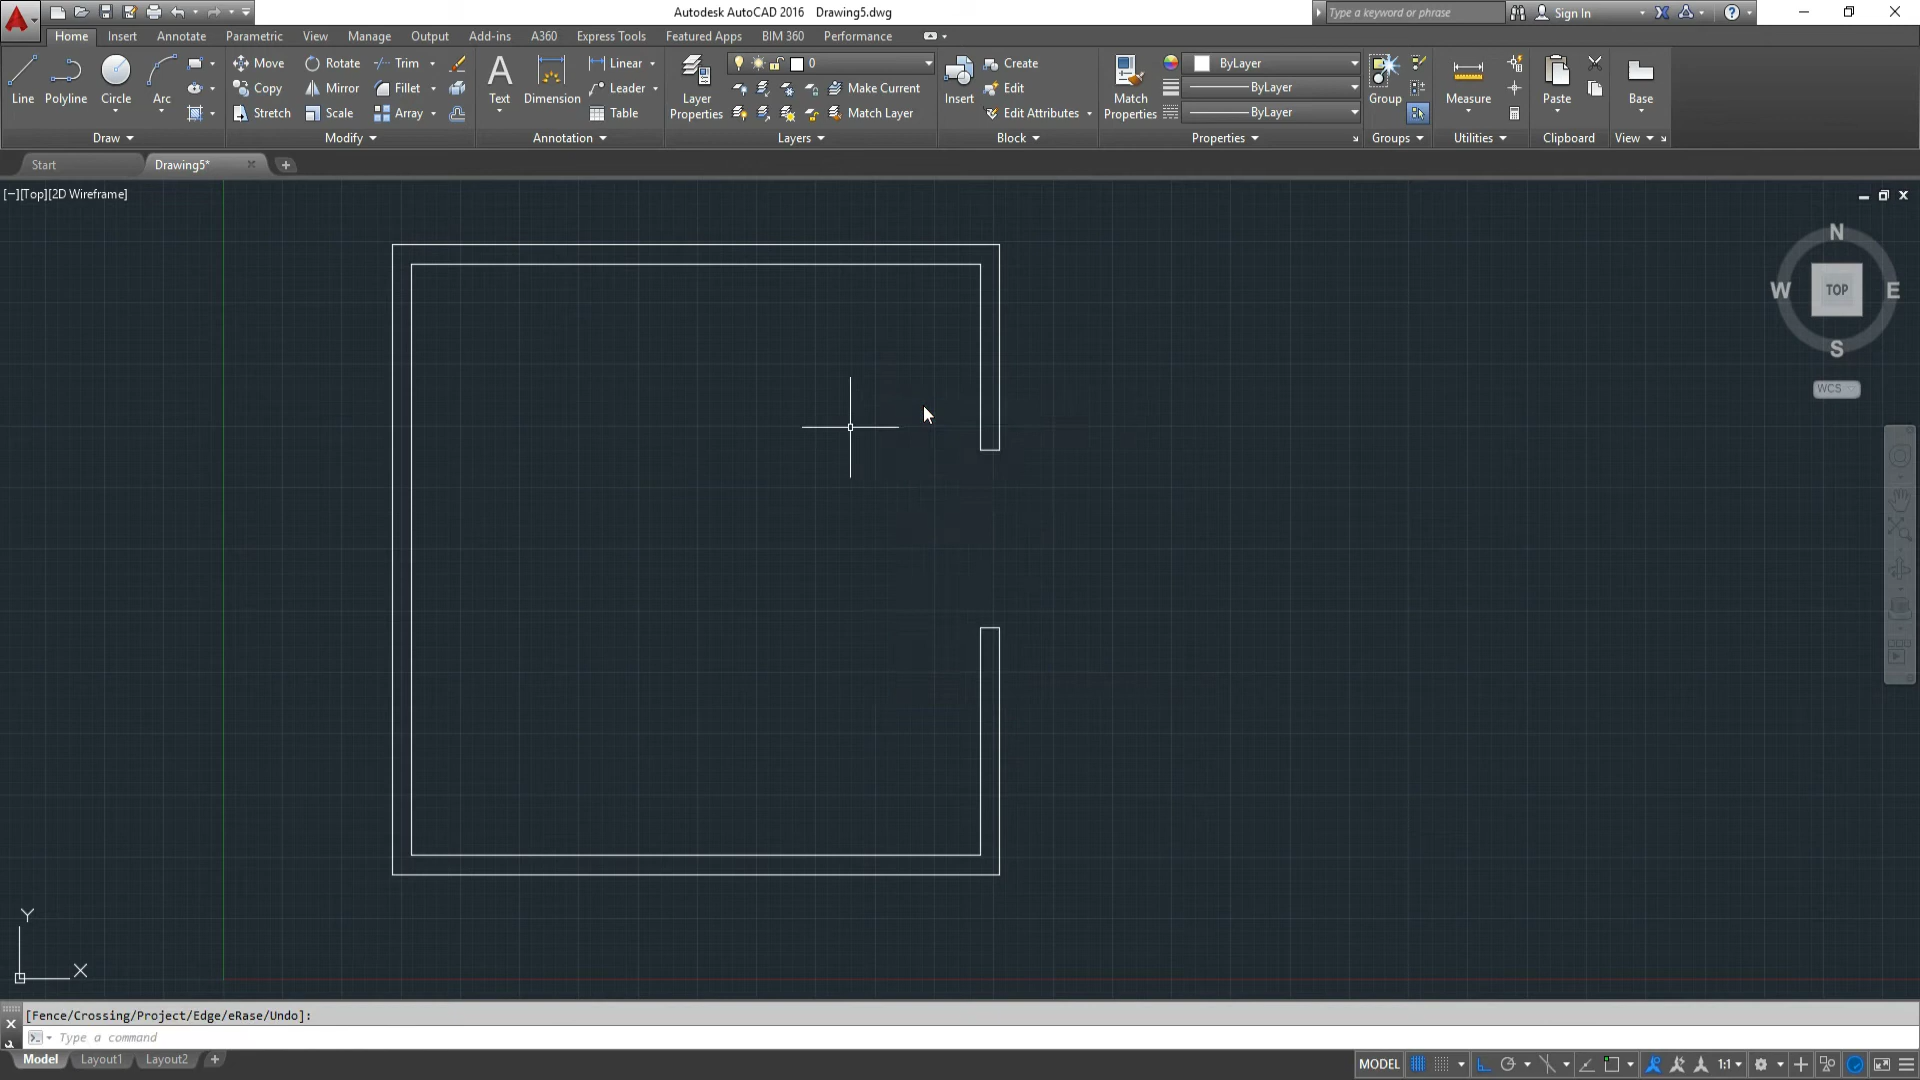 Autodesk AutoCAD 2016 Drawing5.dwg
Type a keyword or phrase
Sign In
Home Insert Annotate Parametric View Manage Output Add-ins A360 Express Tools Featured Apps BIM 360 Performance
Line Polyline Circle Arc
Draw
Move Rotate Trim
Copy Mirror Fillet
Stretch Scale Array
Modify
Text Dimension
Linear
Leader
Table
Annotation
Layer Properties
0
Make Current
Match Layer
Layers
Insert
Create
Edit
Edit Attributes
Block
Match Properties
ByLayer
ByLayer
ByLayer
Properties
Group
Groups
Measure
Utilities
Paste
Clipboard
Base
View
Start Drawing5*
[−][Top][2D Wireframe]
N
W TOP E
S
WCS
Y
X
[Fence/Crossing/Project/Edge/eRase/Undo]:
Type a command
Model Layout1 Layout2
MODEL 1:1